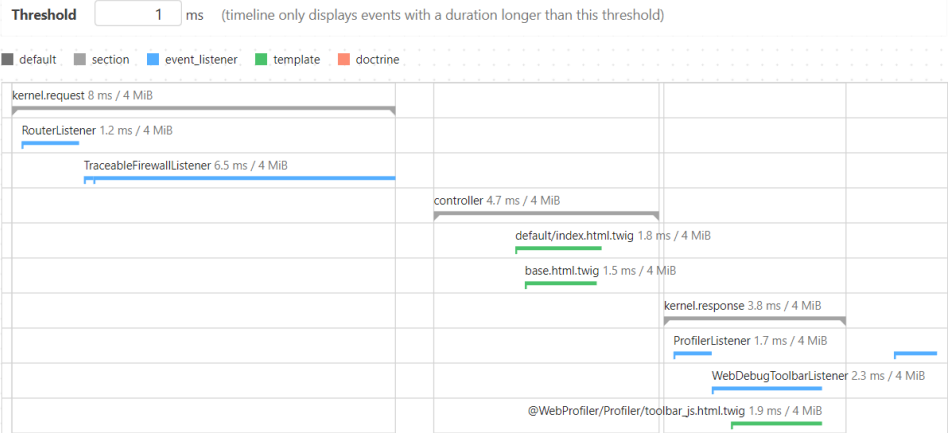 Threshold 1 ms (timeline only displays events with a duration longer than this threshold)
default section event_listener template doctrine
kernel.request 8 ms / 4 MiB
RouterListener 1.2 ms / 4 MiB
TraceableFirewallListener 6.5 ms / 4 MiB
controller 4.7 ms / 4 MiB
default/index.html.twig 1.8 ms / 4 MiB
base.html.twig 1.5 ms / 4 MiB
kernel.response 3.8 ms / 4 MiB
ProfilerListener 1.7 ms / 4 MiB
WebDebugToolbarListener 2.3 ms / 4 MiB
@WebProfiler/Profiler/toolbar_js.html.twig 1.9 ms / 4 MiB